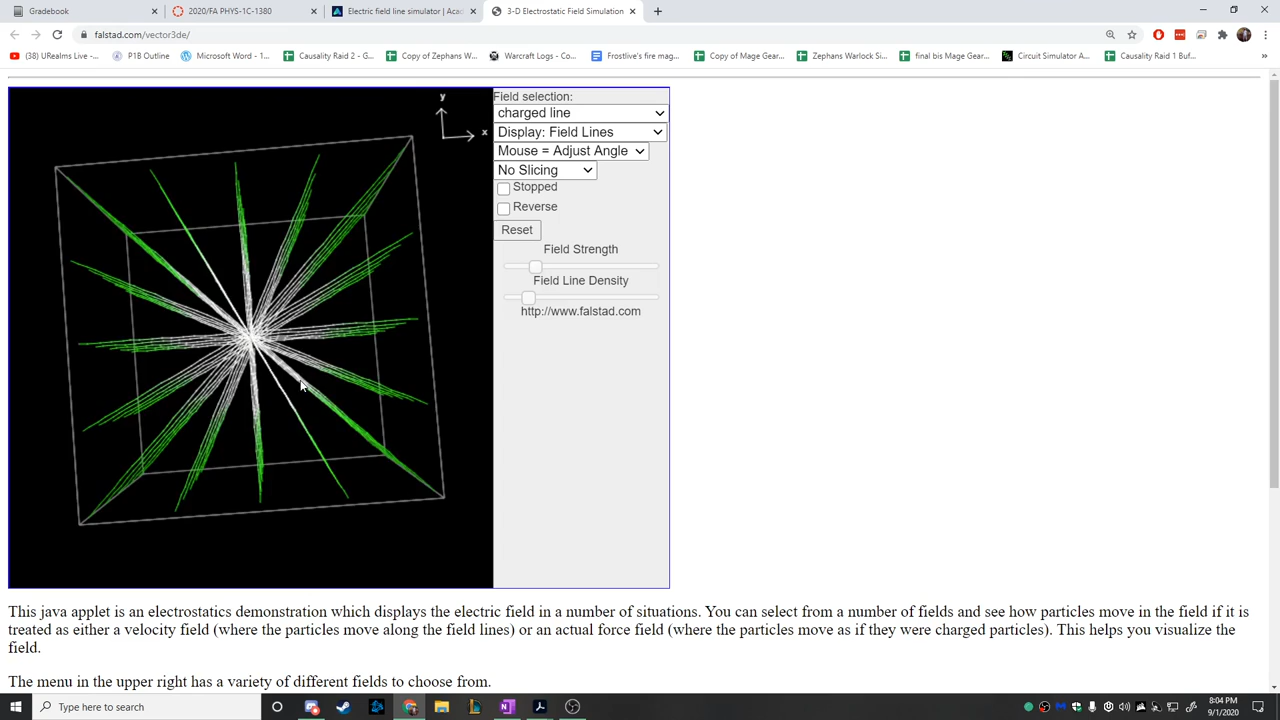 Gradebook
2020/FA PHYS-1C-1380
Electric field line simulator | Acad
3-D Electrostatic Field Simulation
falstad.com/vector3de/
(38) URealms Live -...
P1B Outline
Microsoft Word - 1...
Causality Raid 2 - G...
Copy of Zephans W...
Warcraft Logs - Co...
Frostlive's fire mag...
Copy of Mage Gear...
Zephans Warlock Si...
final bis Mage Gear...
Circuit Simulator A...
Causality Raid 1 Buf...
»
y
x
Field selection:
charged line
Display: Field Lines
Mouse = Adjust Angle
No Slicing
Stopped
Reverse
Reset
Field Strength
Field Line Density
http://www.falstad.com
This java applet is an electrostatics demonstration which displays the electric field in a number of situations. You can select from a number of fields and see how particles move in the field if it is
treated as either a velocity field (where the particles move along the field lines) or an actual force field (where the particles move as if they were charged particles). This helps you visualize the
field.
The menu in the upper right has a variety of different fields to choose from.
Type here to search
8:04 PM
9/1/2020